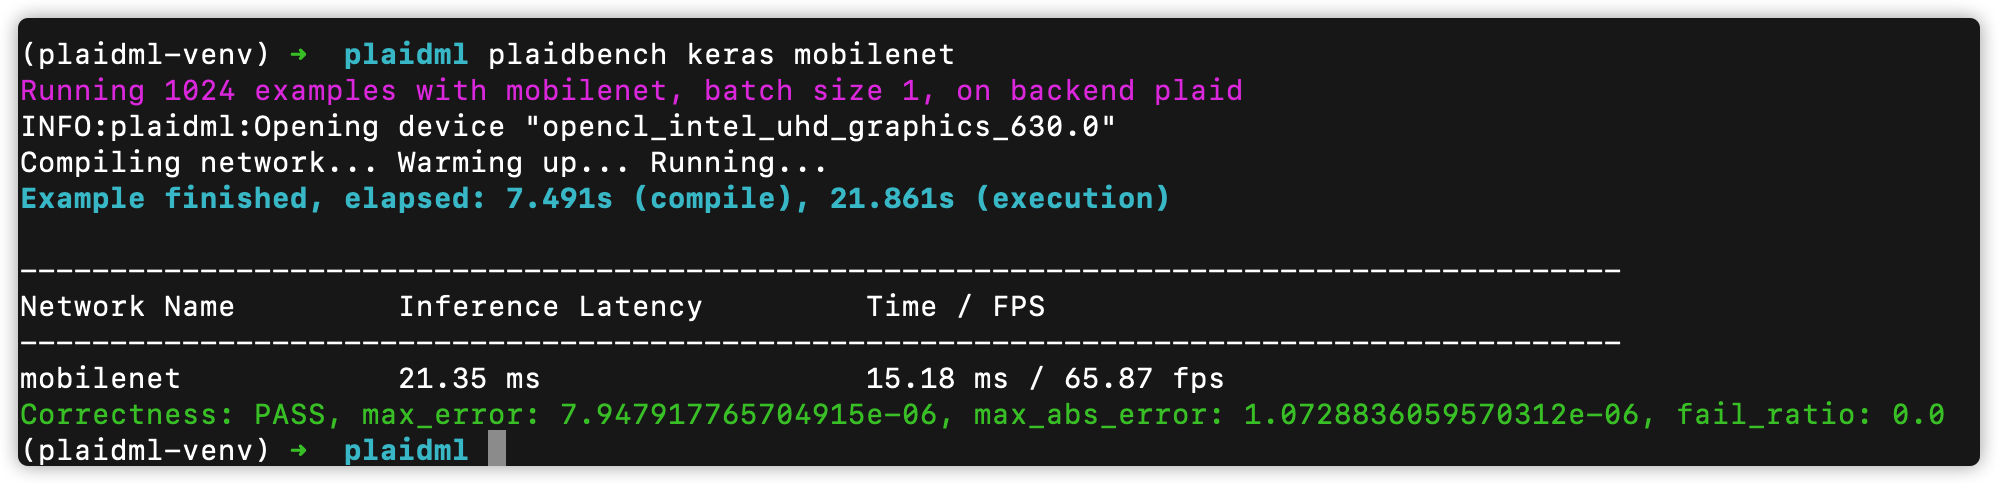 (plaidml-venv) ➜  plaidml plaidbench keras mobilenet
Running 1024 examples with mobilenet, batch size 1, on backend plaid
INFO:plaidml:Opening device "opencl_intel_uhd_graphics_630.0"
Compiling network... Warming up... Running...
Example finished, elapsed: 7.491s (compile), 21.861s (execution)
-----------------------------------------------------------------------------------------
Network Name         Inference Latency         Time / FPS
-----------------------------------------------------------------------------------------
mobilenet            21.35 ms                  15.18 ms / 65.87 fps
Correctness: PASS, max_error: 7.947917765704915e-06, max_abs_error: 1.0728836059570312e-06, fail_ratio: 0.0
(plaidml-venv) ➜  plaidml